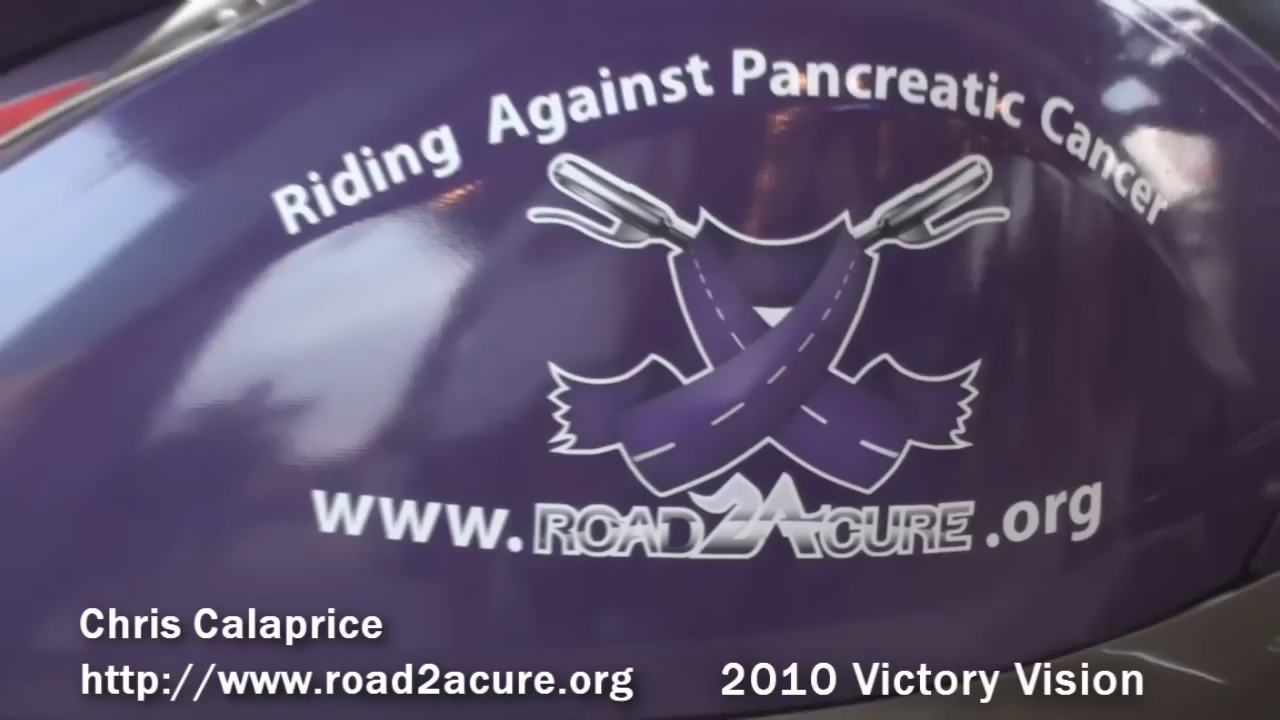 Riding Against Pancreatic Cancer
www.ROAD2ACURE.org
Chris Calaprice
http://www.road2acure.org 2010 Victory Vision